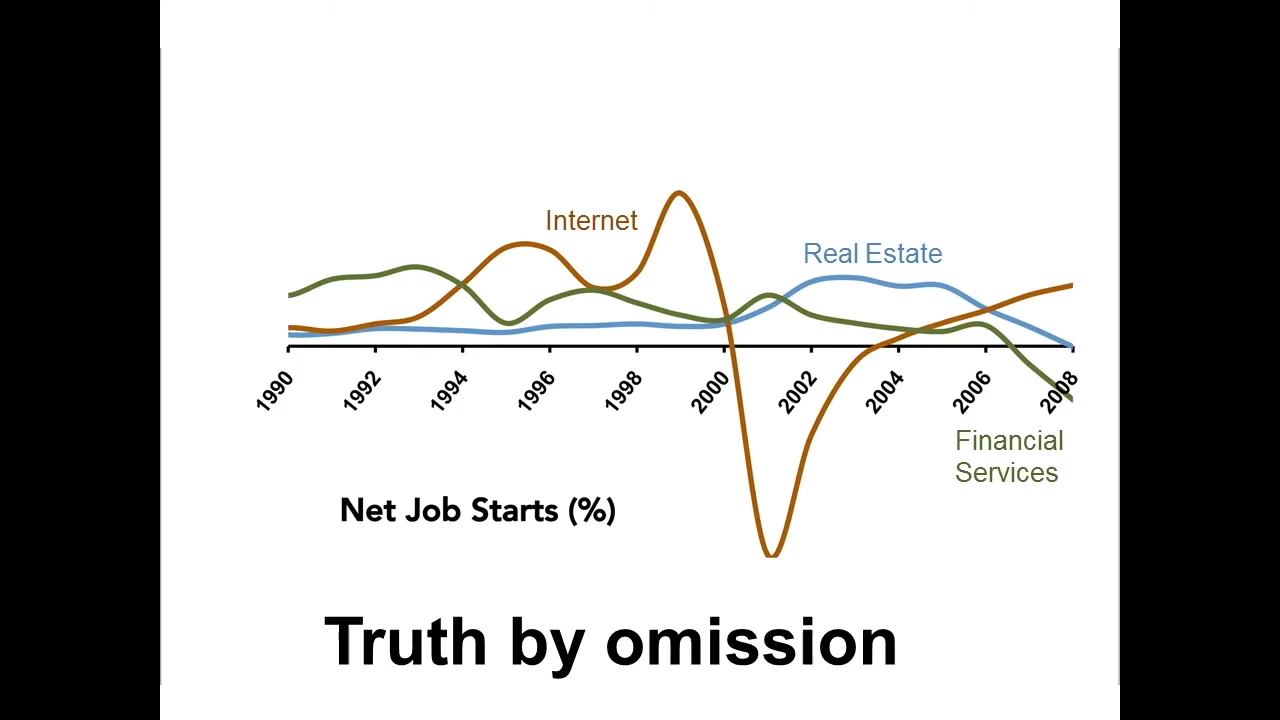 Internet
Real Estate
1990 1992 1994 1996 1998 2000 2002 2004 2006 2008
Financial
Services
Net Job Starts (%)
Truth by omission